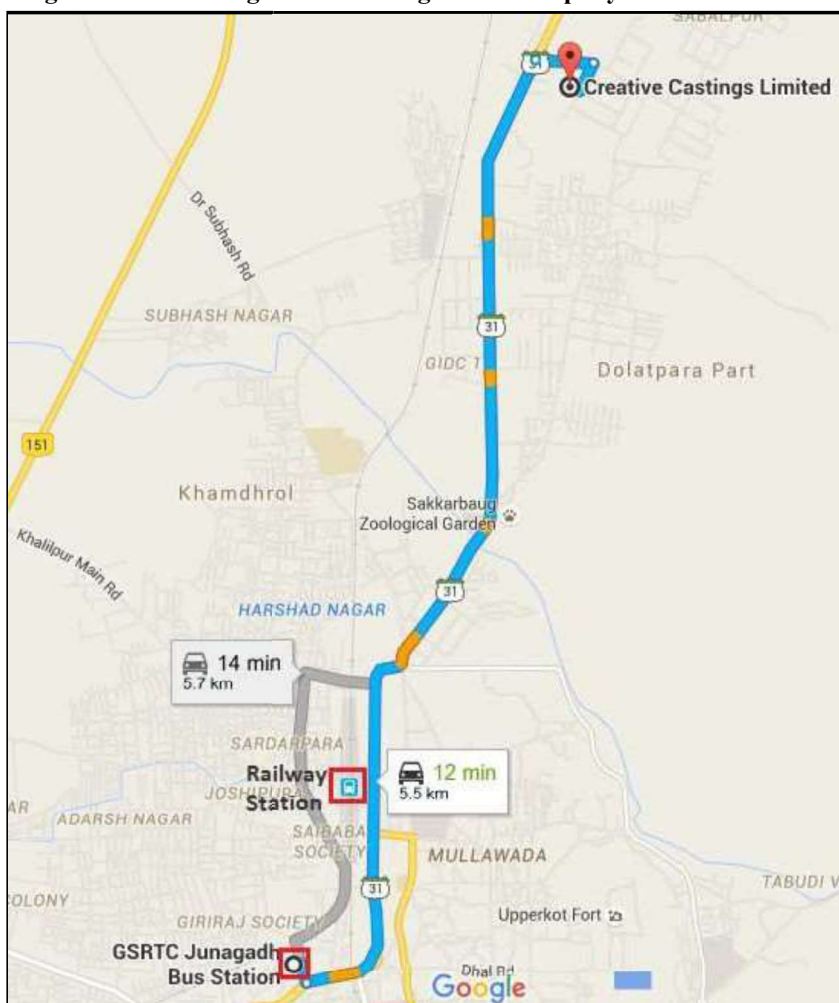 SABALPUR
Creative Castings Limited
Dr Subhash Rd
SUBHASH NAGAR
31
GIDC 1
Dolatpara Part
151
Khamdhrol
Sakkarbaug
Zoological Garden
Khalilpur Main Rd
31
HARSHAD NAGAR
14 min
5.7 km
SARDARPARA
Railway
Station
12 min
5.5 km
JOSHIPURA
AR
ADARSH NAGAR
SAIBABA
SOCIETY
MULLAWADA
TABUDI V
COLONY
31
GIRIRAJ SOCIETY
Upperkot Fort
GSRTC Junagadh
Bus Station
Dhal Rd
Google